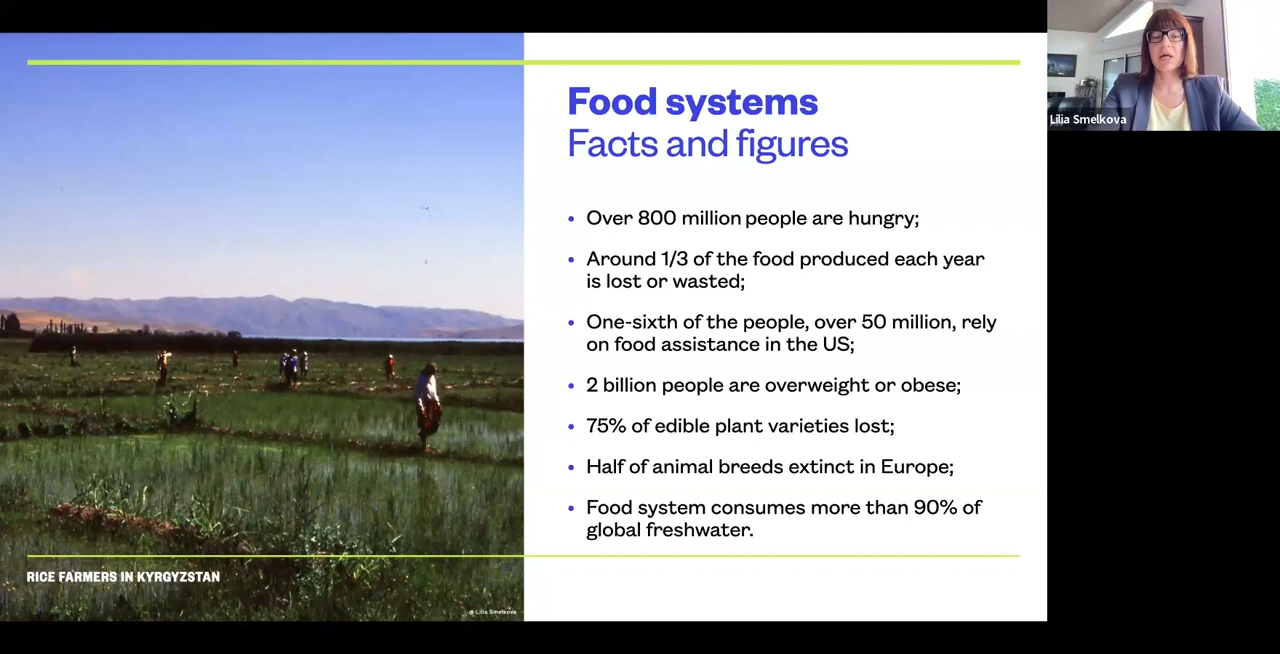 Food systems
Facts and figures
• Over 800 million people are hungry;
• Around 1/3 of the food produced each year
is lost or wasted;
• One-sixth of the people, over 50 million, rely
on food assistance in the US;
• 2 billion people are overweight or obese;
• 75% of edible plant varieties lost;
• Half of animal breeds extinct in Europe;
• Food system consumes more than 90% of
global freshwater.
RICE FARMERS IN KYRGYZSTAN
@ Lilia Smelkova
Lilia Smelkova